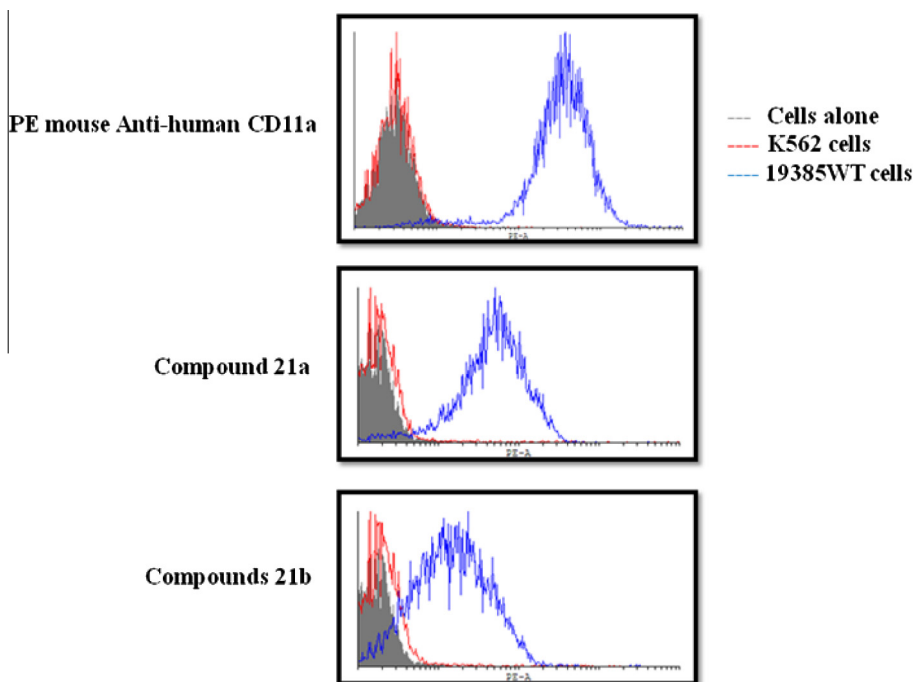 PE mouse Anti-human CD11a
Cells alone
K562 cells
19385WT cells
PE-A
Compound 21a
PE-A
Compounds 21b
PE-A